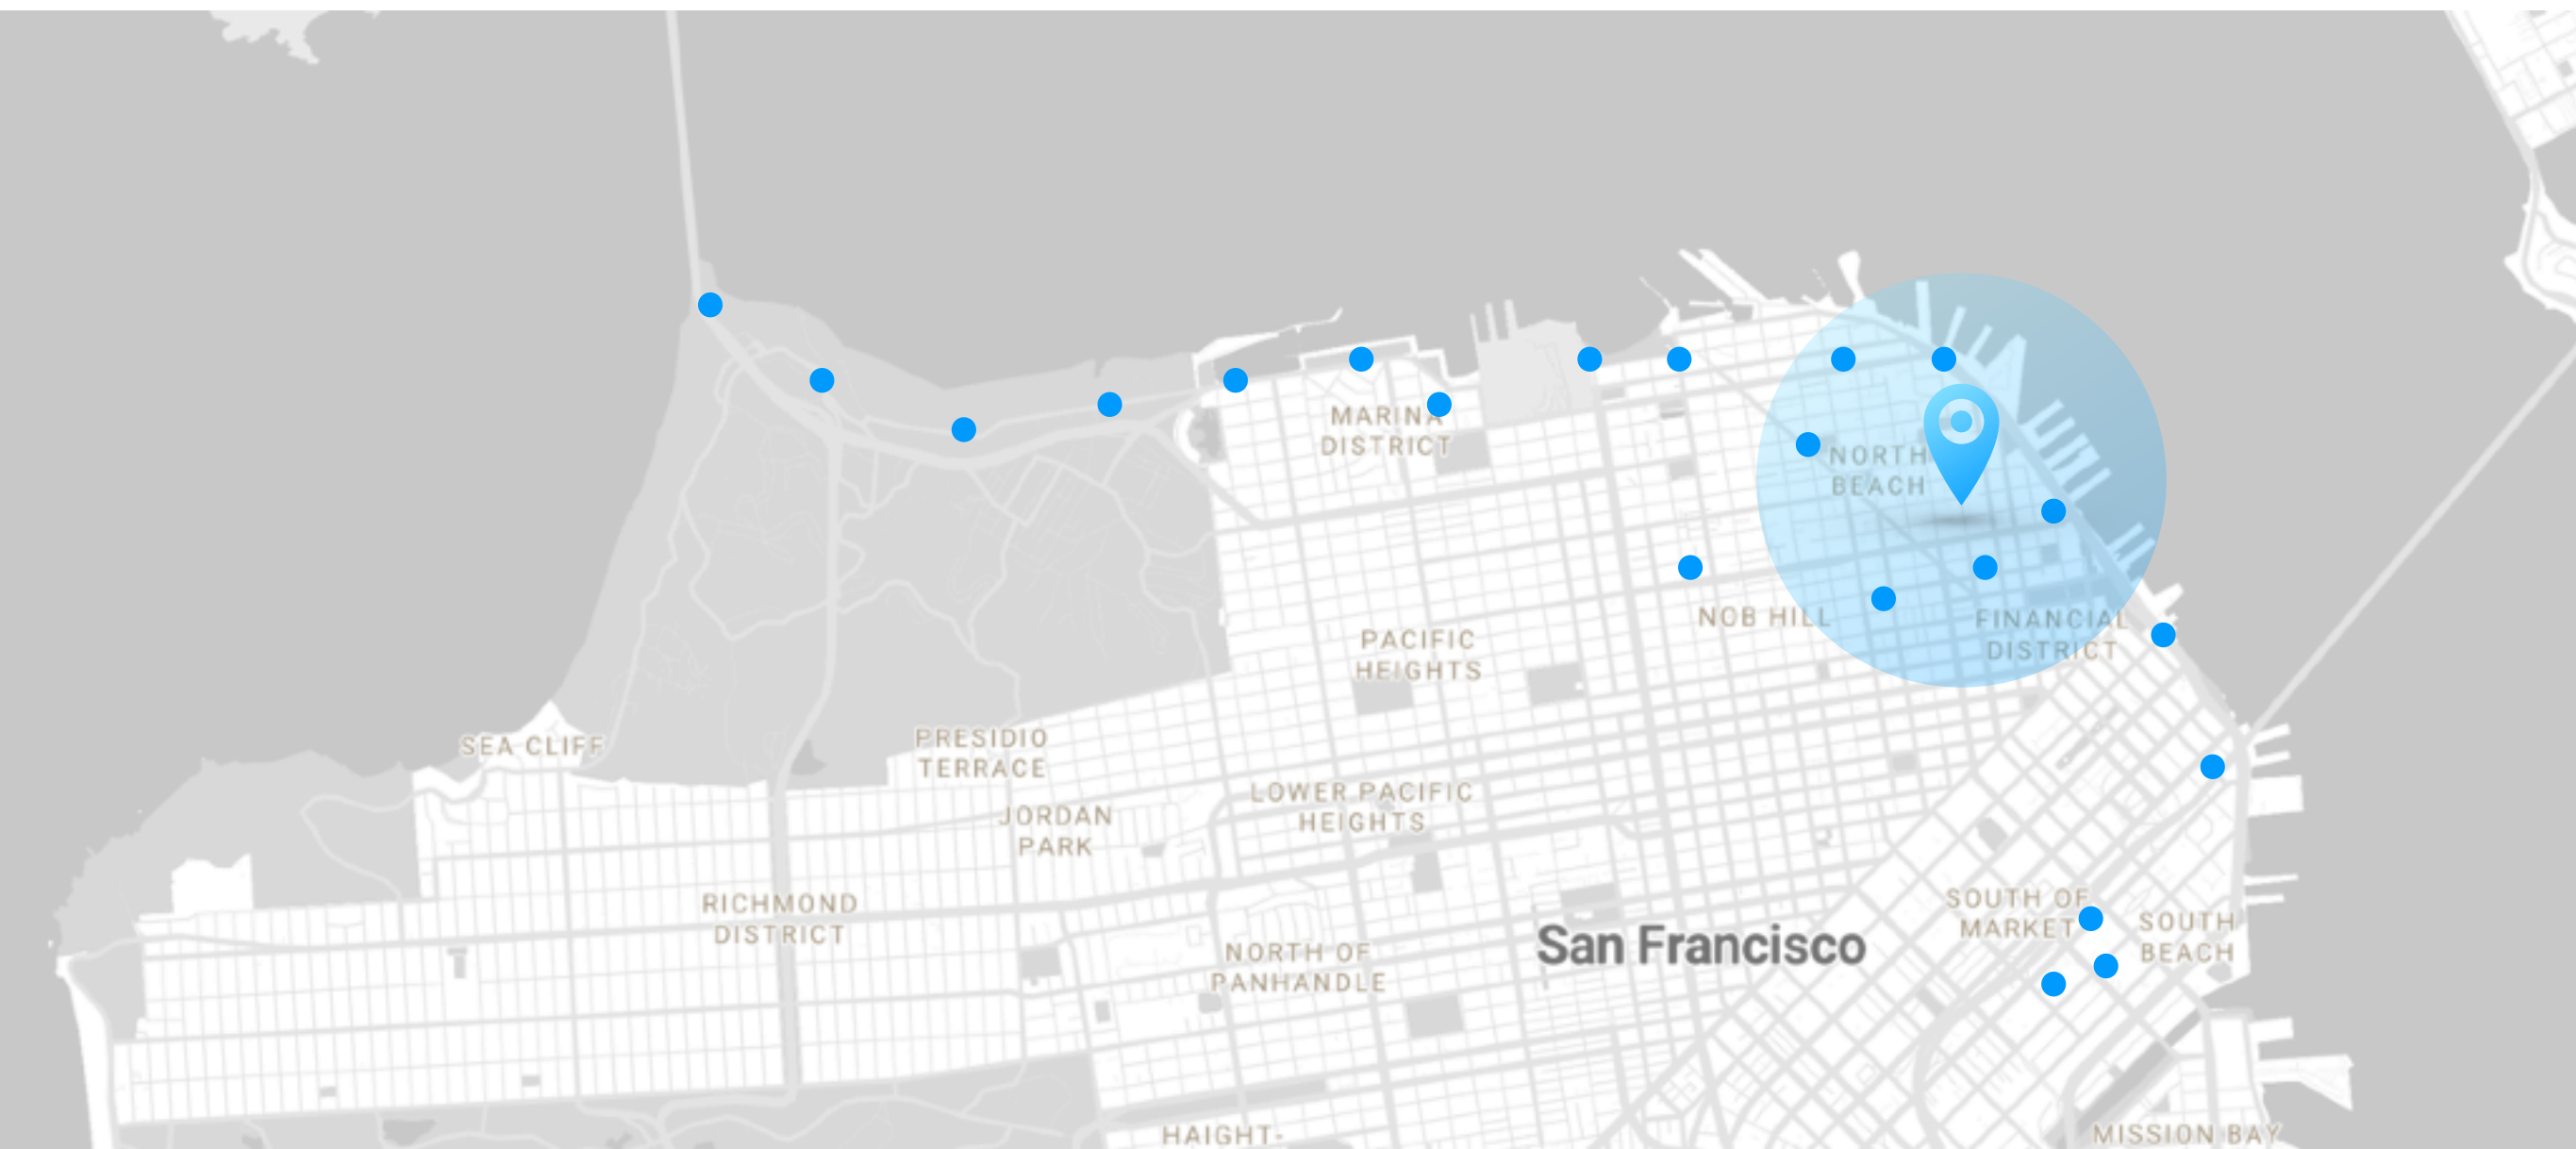 MARINA
DISTRICT
NORTH
BEACH
NOB HILL
FINANCIAL
DISTRICT
PACIFIC
HEIGHTS
SEA CLIFF
PRESIDIO
TERRACE
JORDAN
PARK
LOWER PACIFIC
HEIGHTS
RICHMOND
DISTRICT
NORTH OF
PANHANDLE
San Francisco
SOUTH OF
MARKET
SOUTH
BEACH
HAIGHT-
MISSION BAY